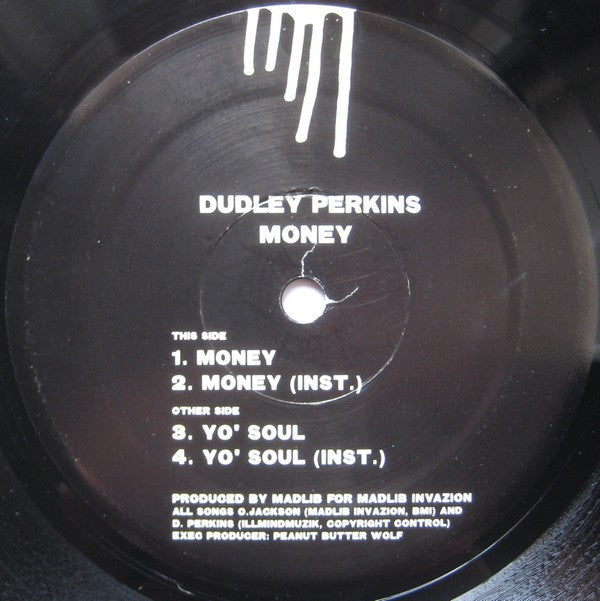 DUDLEY PERKINS
MONEY
THIS SIDE
1. MONEY
2. MONEY (INST.)
OTHER SIDE
3. YO' SOUL
4. YO' SOUL (INST.)
PRODUCED BY MADLIB FOR MADLIB INVAZION
ALL SONGS O.JACKSON (MADLIB INVAZION, BMI) AND
D. PERKINS (ILLMINDMUZIK, COPYRIGHT CONTROL)
EXEC PRODUCER: PEANUT BUTTER WOLF